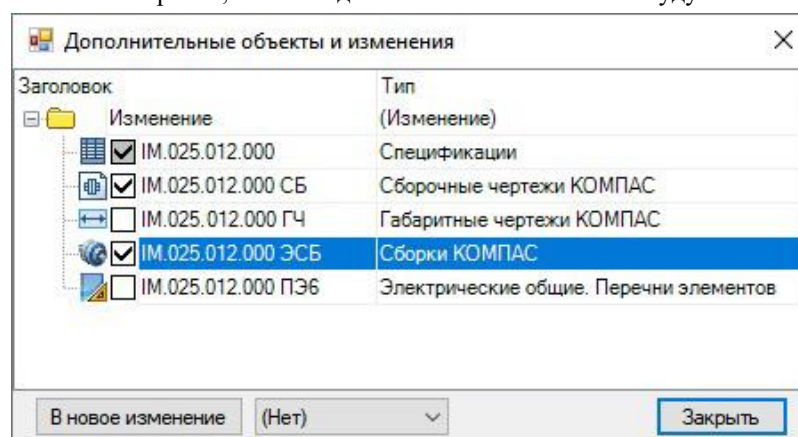 Дополнительные объекты и изменения
Заголовок Тип
Изменение (Изменение)
IM.025.012.000 Спецификации
IM.025.012.000 СБ Сборочные чертежи КОМПАС
IM.025.012.000 ГЧ Габаритные чертежи КОМПАС
IM.025.012.000 ЭСБ Сборки КОМПАС
IM.025.012.000 ПЭ6 Электрические общие. Перечни элементов
В новое изменение (Нет) Закрыть